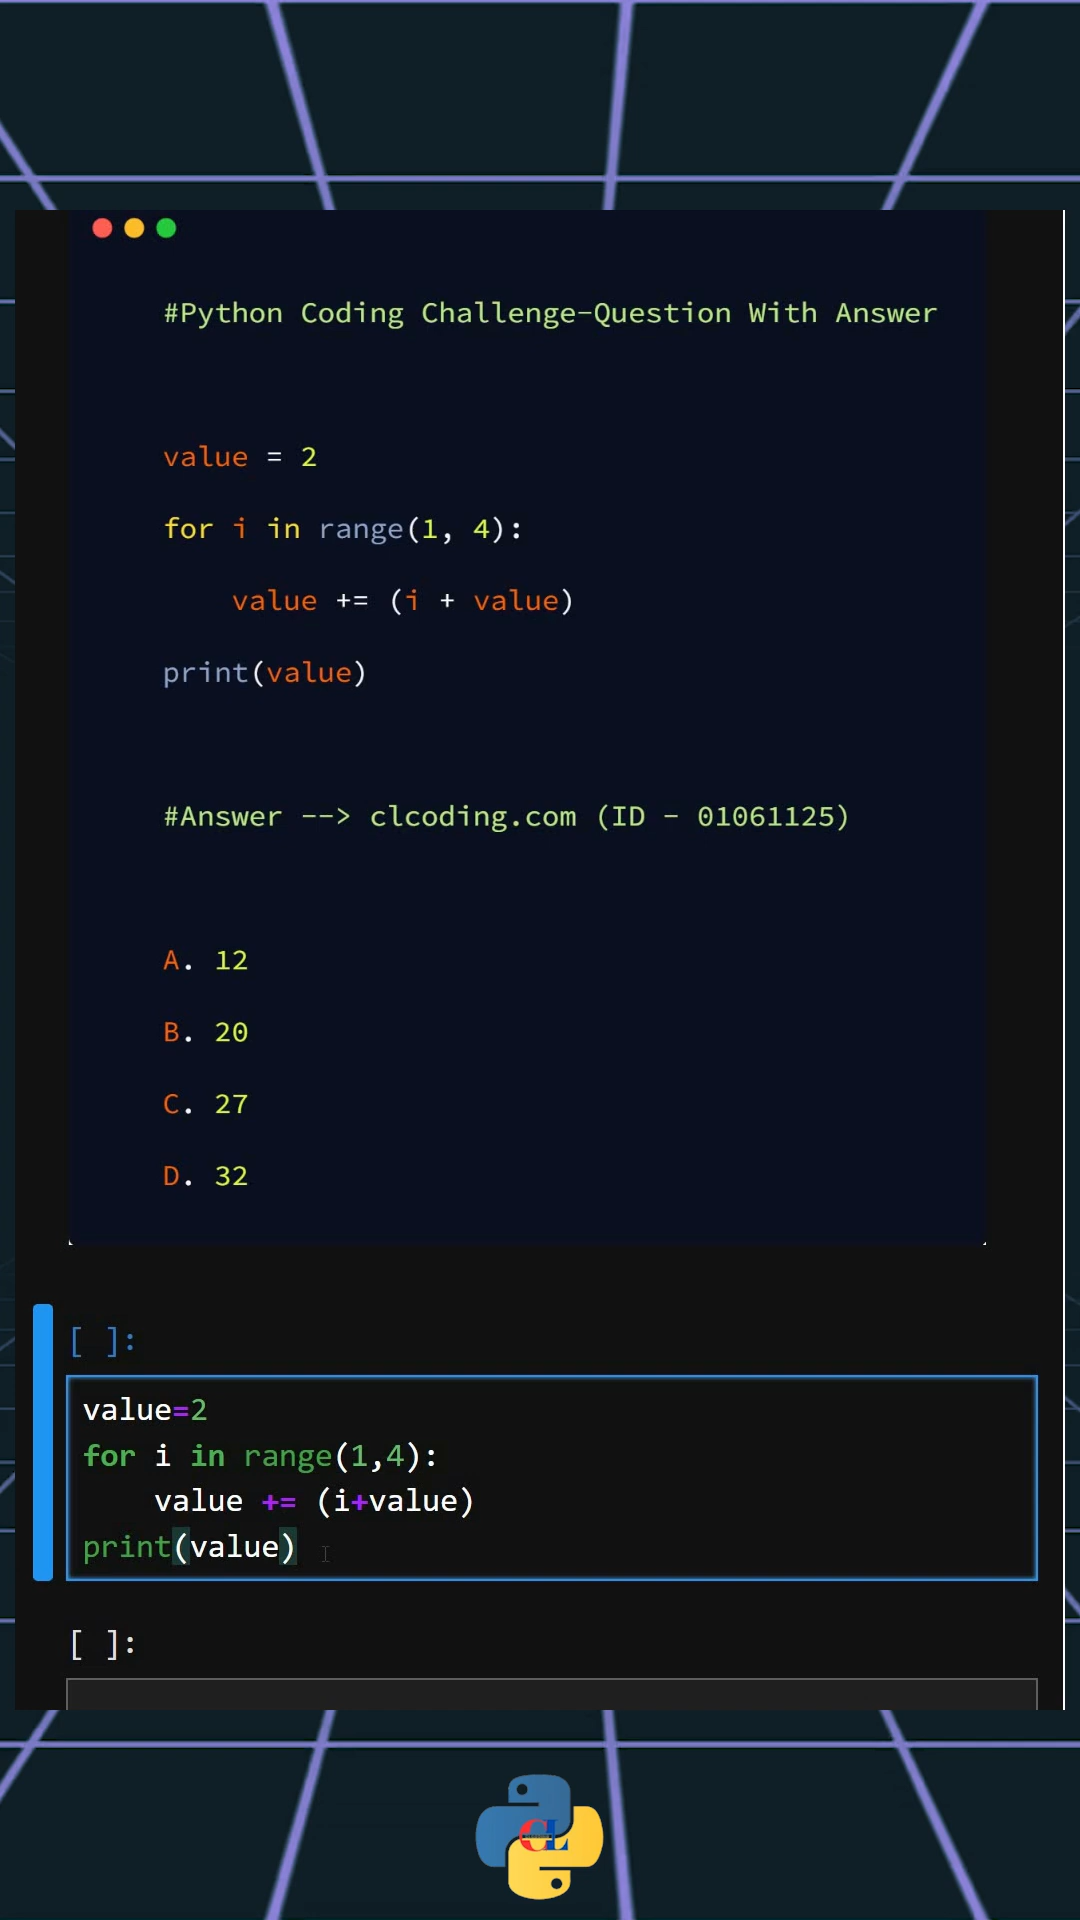 #Python Coding Challenge-Question With Answer
value = 2
for i in range(1, 4):
    value += (i + value)
print(value)
#Answer --> clcoding.com (ID - 01061125)
A. 12
B. 20
C. 27
D. 32
[ ]:
value=2
for i in range(1,4):
    value += (i+value)
print(value)
[ ]:
CL